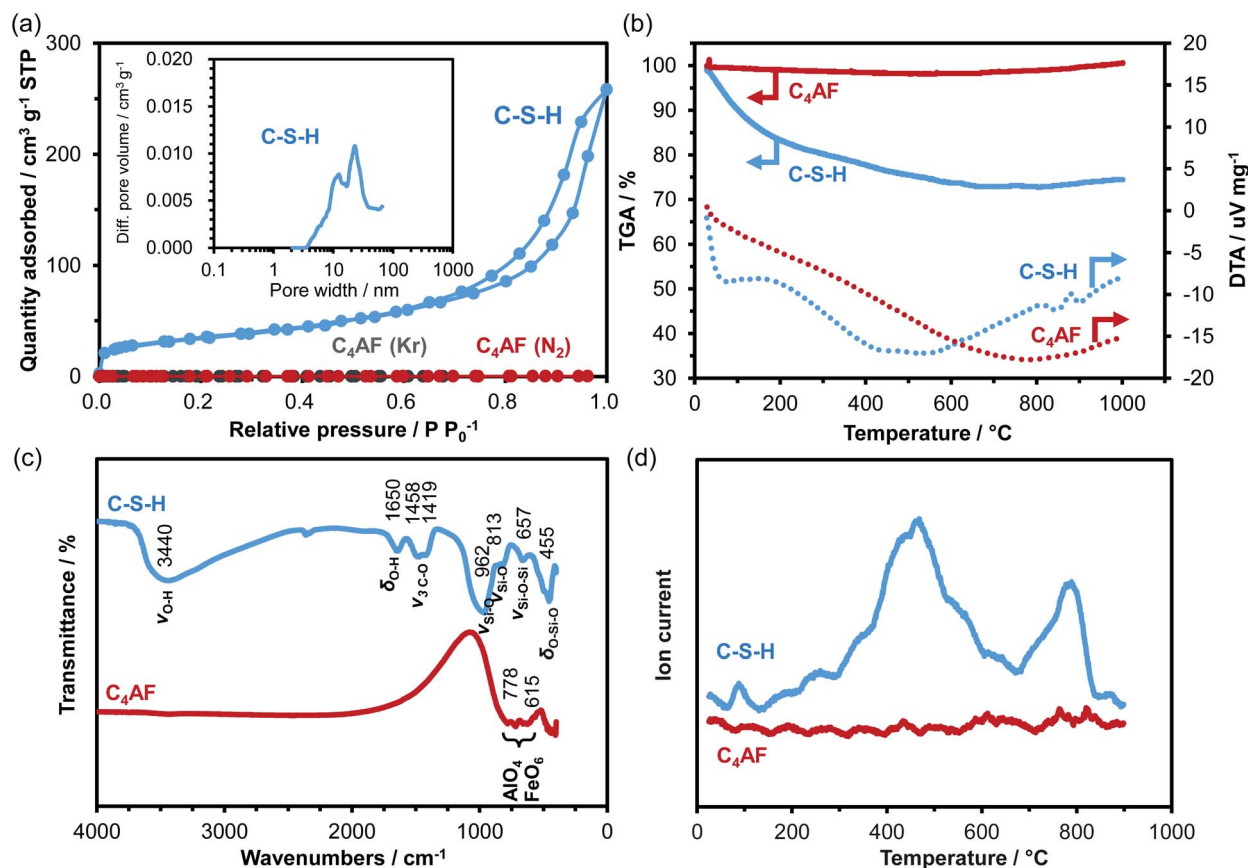 (a)
300
200
100
0
Quantity adsorbed / cm³ g⁻¹ STP
0.020
0.015
0.010
0.005
0.000
Diff. pore volume / cm³ g⁻¹
C-S-H
0.1 1 10 100 1000
Pore width / nm
C-S-H
C₄AF (Kr)
C₄AF (N₂)
0.0 0.2 0.4 0.6 0.8 1.0
Relative pressure / P P₀⁻¹
(b)
100
90
80
70
60
50
40
30
TGA / %
C₄AF
C-S-H
C-S-H
C₄AF
20
15
10
5
0
-5
-10
-15
-20
DTA / uV mg⁻¹
0 200 400 600 800 1000
Temperature / °C
(c)
Transmittance / %
C-S-H
3440
νO-H
1650
δO-H
1458
1419
ν3 C-O
962
νSi-O
813
νSi-O
657
νSi-O-Si
455
δO-Si-O
C₄AF
778
615
AlO₄
FeO₆
4000 3000 2000 1000 0
Wavenumbers / cm⁻¹
(d)
Ion current
C-S-H
C₄AF
0 200 400 600 800 1000
Temperature / °C